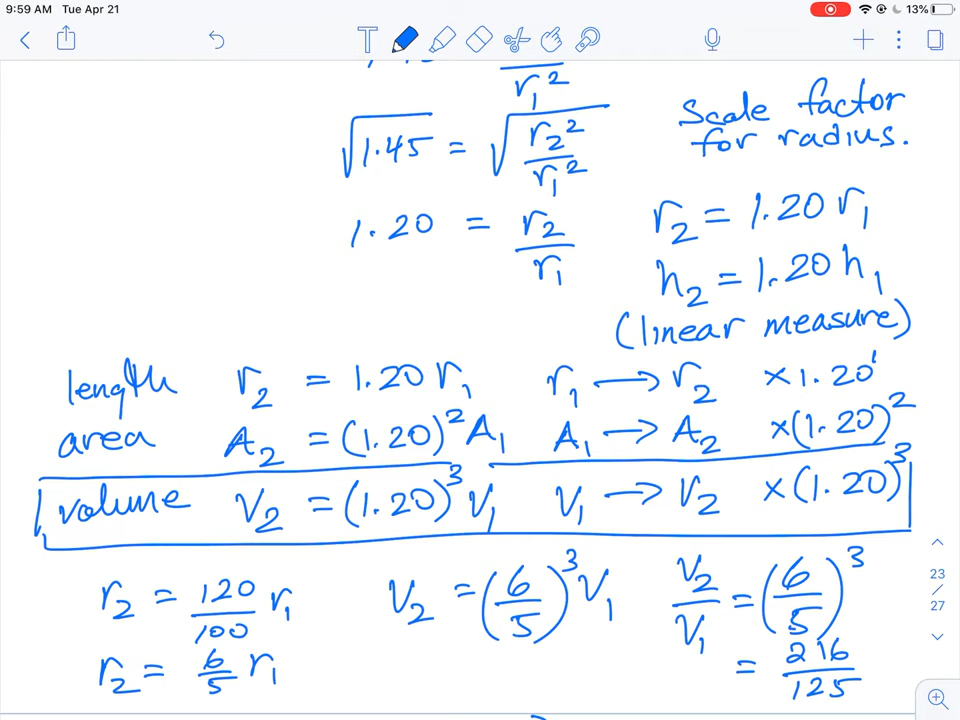 9:59 AM Tue Apr 21 13%
r₁²
√1.45 = √(r₂²/r₁²)
Scale factor
for radius.
1.20 = r₂/r₁
r₂ = 1.20 r₁
h₂ = 1.20 h₁
(linear measure)
length r₂ = 1.20 r₁ r₁ → r₂ ×1.20¹
area A₂ = (1.20)² A₁ A₁ → A₂ ×(1.20)²
volume V₂ = (1.20)³ V₁ V₁ → V₂ ×(1.20)³
r₂ = 120/100 r₁ V₂ = (6/5)³ V₁ V₂/V₁ = (6/5)³
r₂ = 6/5 r₁ = 216/125
23
/
27